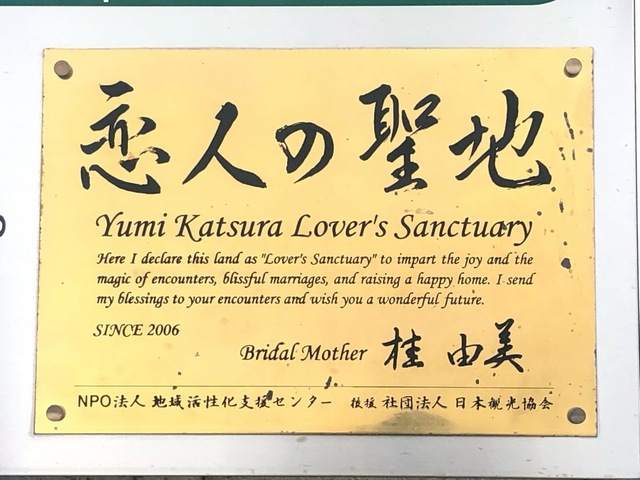 恋人の聖地
Yumi Katsura Lover's Sanctuary
Here I declare this land as "Lover's Sanctuary" to impart the joy and the
magic of encounters, blissful marriages, and raising a happy home. I send
my blessings to your encounters and wish you a wonderful future.
SINCE 2006
Bridal Mother 桂 由美
NPO法人 地域活性化支援センター 後援 社団法人 日本観光協会